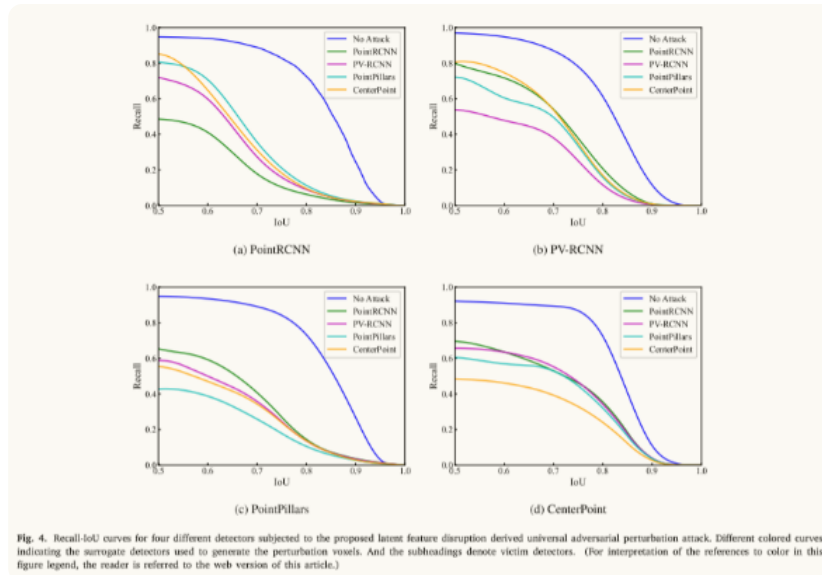 1.0
0.8
0.6
0.4
0.2
0.0
0.5 0.6 0.7 0.8 0.9 1.0
Recall
IoU
No Attack
PointRCNN
PV-RCNN
PointPillars
CenterPoint
(a) PointRCNN
1.0
0.8
0.6
0.4
0.2
0.0
0.5 0.6 0.7 0.8 0.9 1.0
Recall
IoU
No Attack
PointRCNN
PV-RCNN
PointPillars
CenterPoint
(b) PV-RCNN
1.0
0.8
0.6
0.4
0.2
0.0
0.5 0.6 0.7 0.8 0.9 1.0
Recall
IoU
No Attack
PointRCNN
PV-RCNN
PointPillars
CenterPoint
(c) PointPillars
1.0
0.8
0.6
0.4
0.2
0.0
0.5 0.6 0.7 0.8 0.9 1.0
Recall
IoU
No Attack
PointRCNN
PV-RCNN
PointPillars
CenterPoint
(d) CenterPoint
Fig. 4. Recall-IoU curves for four different detectors subjected to the proposed latent feature disruption derived universal adversarial perturbation attack. Different colored curves
indicating the surrogate detectors used to generate the perturbation voxels. And the subheadings denote victim detectors. (For interpretation of the references to color in this
figure legend, the reader is referred to the web version of this article.)